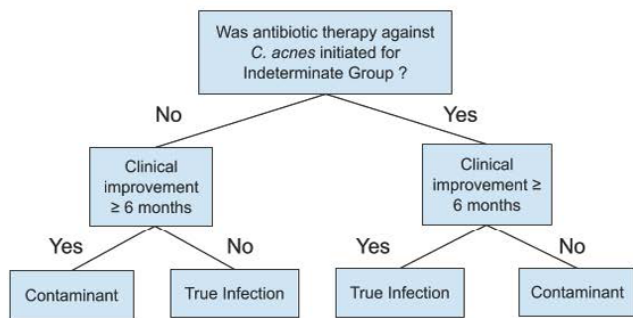 Was antibiotic therapy against
C. acnes initiated for
Indeterminate Group ?
No
Yes
Clinical
improvement
≥ 6 months
Clinical
improvement ≥
6 months
Yes
No
Yes
No
Contaminant
True Infection
True Infection
Contaminant